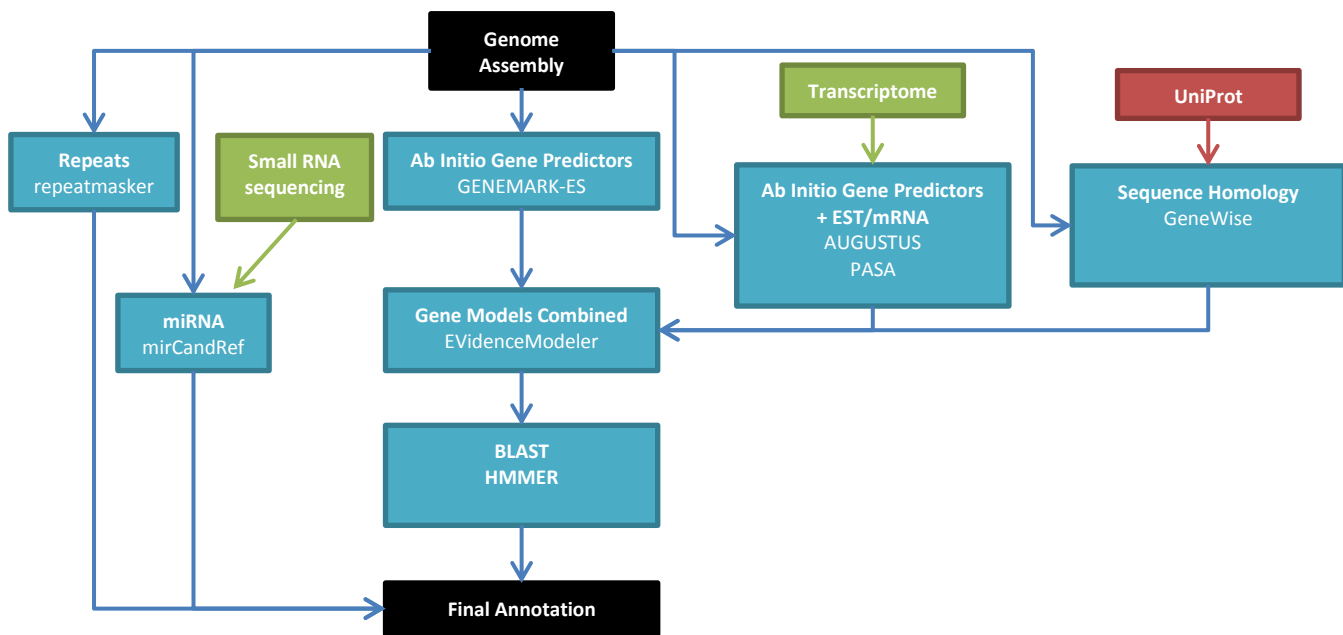 Genome
Assembly
Transcriptome
UniProt
Repeats
repeatmasker
Small RNA
sequencing
Ab Initio Gene Predictors
GENEMARK-ES
Ab Initio Gene Predictors
+ EST/mRNA
AUGUSTUS
PASA
Sequence Homology
GeneWise
miRNA
mirCandRef
Gene Models Combined
EVidenceModeler
BLAST
HMMER
Final Annotation